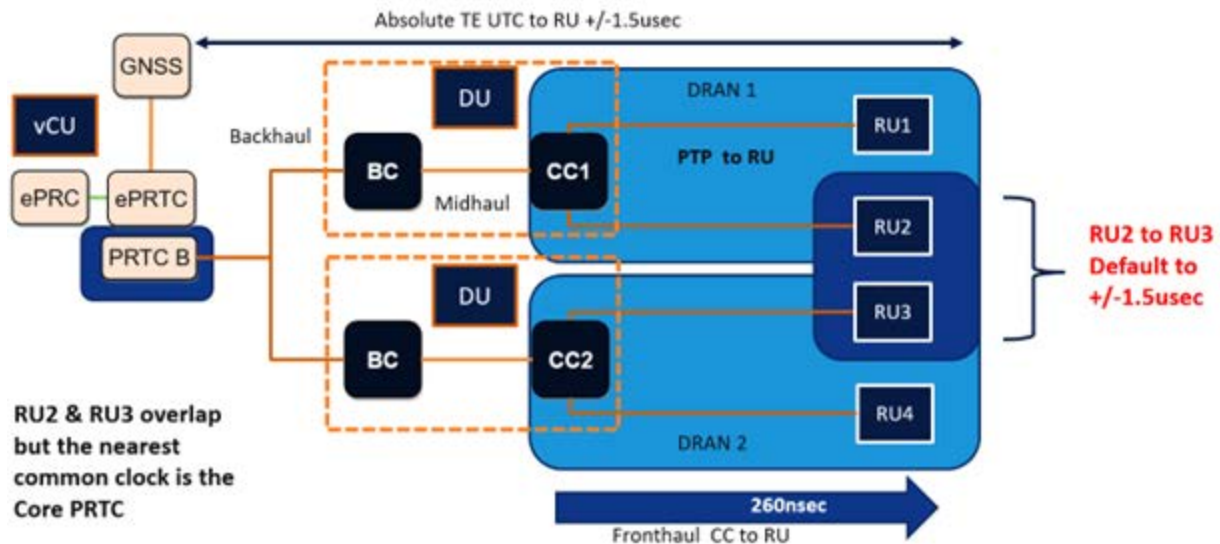 Absolute TE UTC to RU +/-1.5usec
GNSS
vCU
ePRC
ePRTC
PRTC B
Backhaul
DU
BC
Midhaul
CC1
DRAN 1
PTP to RU
RU1
RU2
DU
BC
CC2
RU3
RU4
DRAN 2
RU2 to RU3
Default to
+/-1.5usec
RU2 & RU3 overlap
but the nearest
common clock is the
Core PRTC
260nsec
Fronthaul CC to RU